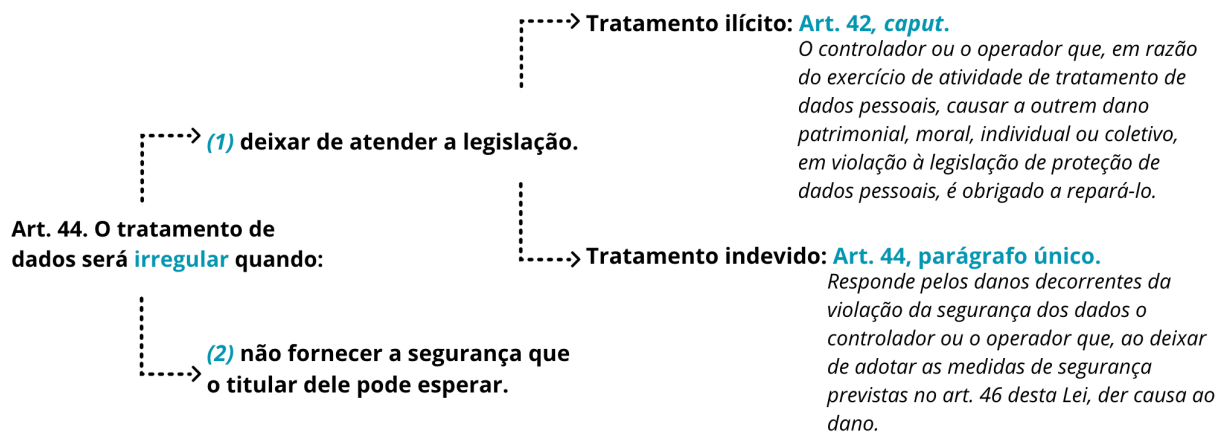 Art. 44. O tratamento de
dados será irregular quando:
(1) deixar de atender a legislação.
Tratamento ilícito: Art. 42, caput.
O controlador ou o operador que, em razão
do exercício de atividade de tratamento de
dados pessoais, causar a outrem dano
patrimonial, moral, individual ou coletivo,
em violação à legislação de proteção de
dados pessoais, é obrigado a repará-lo.
Tratamento indevido: Art. 44, parágrafo único.
Responde pelos danos decorrentes da
violação da segurança dos dados o
controlador ou o operador que, ao deixar
de adotar as medidas de segurança
previstas no art. 46 desta Lei, der causa ao
dano.
(2) não fornecer a segurança que
o titular dele pode esperar.